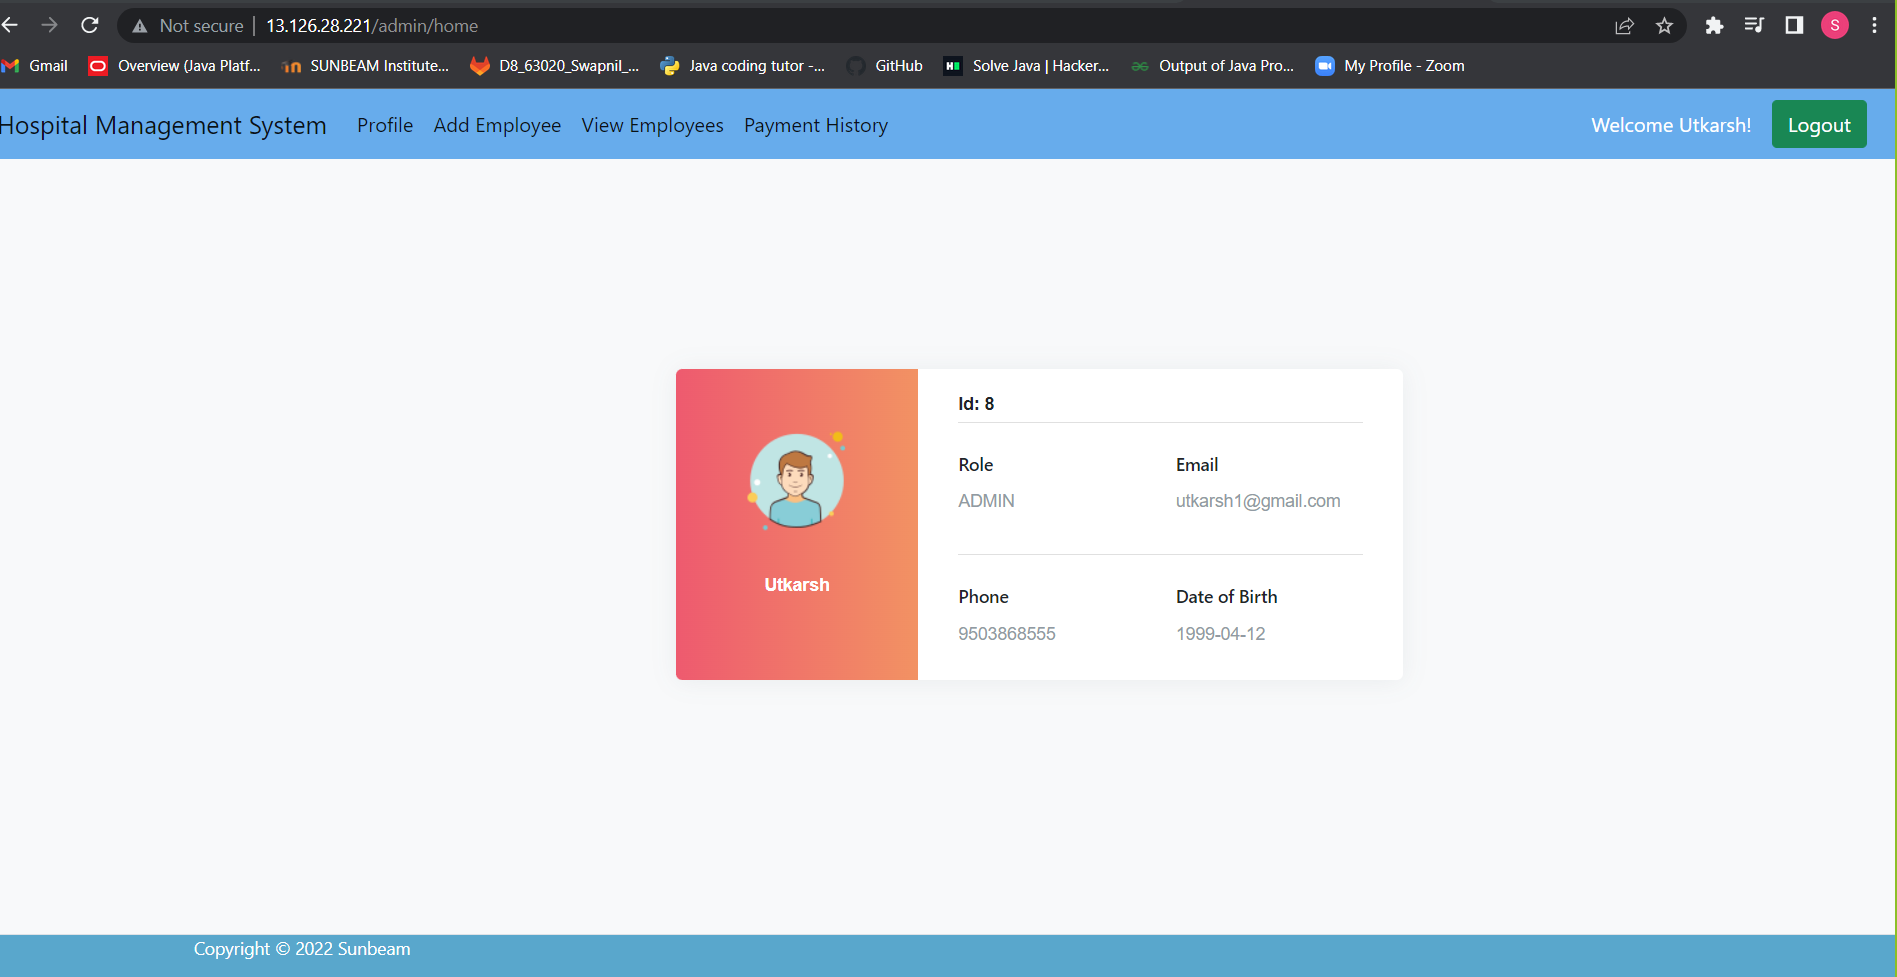 Not secure | 13.126.28.221/admin/home
S
Gmail Overview (Java Platf... SUNBEAM Institute... D8_63020_Swapnil_... Java coding tutor -... GitHub Solve Java | Hacker... Output of Java Pro... My Profile - Zoom
Hospital Management System Profile Add Employee View Employees Payment History Welcome Utkarsh! Logout
Id: 8
Role Email
ADMIN utkarsh1@gmail.com
Utkarsh
Phone Date of Birth
9503868555 1999-04-12
Copyright © 2022 Sunbeam